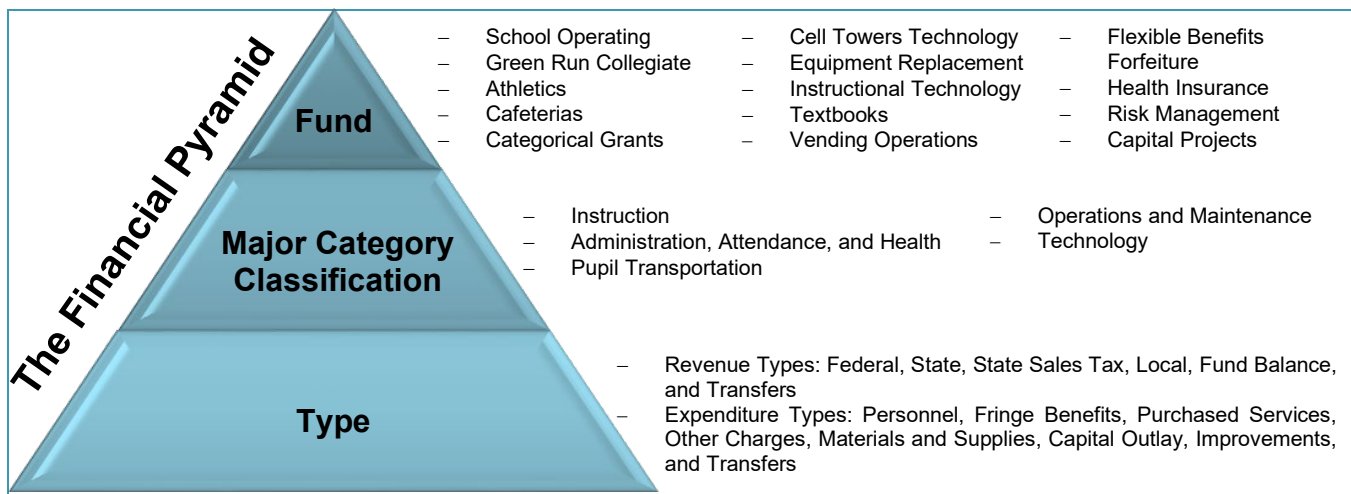 The Financial Pyramid
Fund
– School Operating
– Green Run Collegiate
– Athletics
– Cafeterias
– Categorical Grants
– Cell Towers Technology
– Equipment Replacement
– Instructional Technology
– Textbooks
– Vending Operations
– Flexible Benefits
Forfeiture
– Health Insurance
– Risk Management
– Capital Projects
Major Category
Classification
– Instruction
– Administration, Attendance, and Health
– Pupil Transportation
– Operations and Maintenance
– Technology
Type
– Revenue Types: Federal, State, State Sales Tax, Local, Fund Balance,
and Transfers
– Expenditure Types: Personnel, Fringe Benefits, Purchased Services,
Other Charges, Materials and Supplies, Capital Outlay, Improvements,
and Transfers